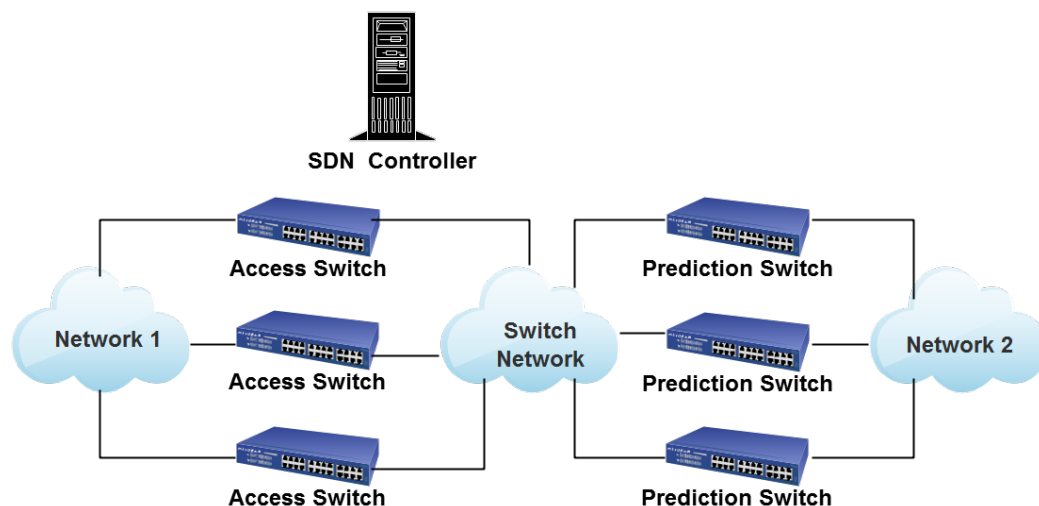 SDN Controller
Access Switch
Prediction Switch
Network 1
Access Switch
Switch
Network
Prediction Switch
Network 2
Access Switch
Prediction Switch